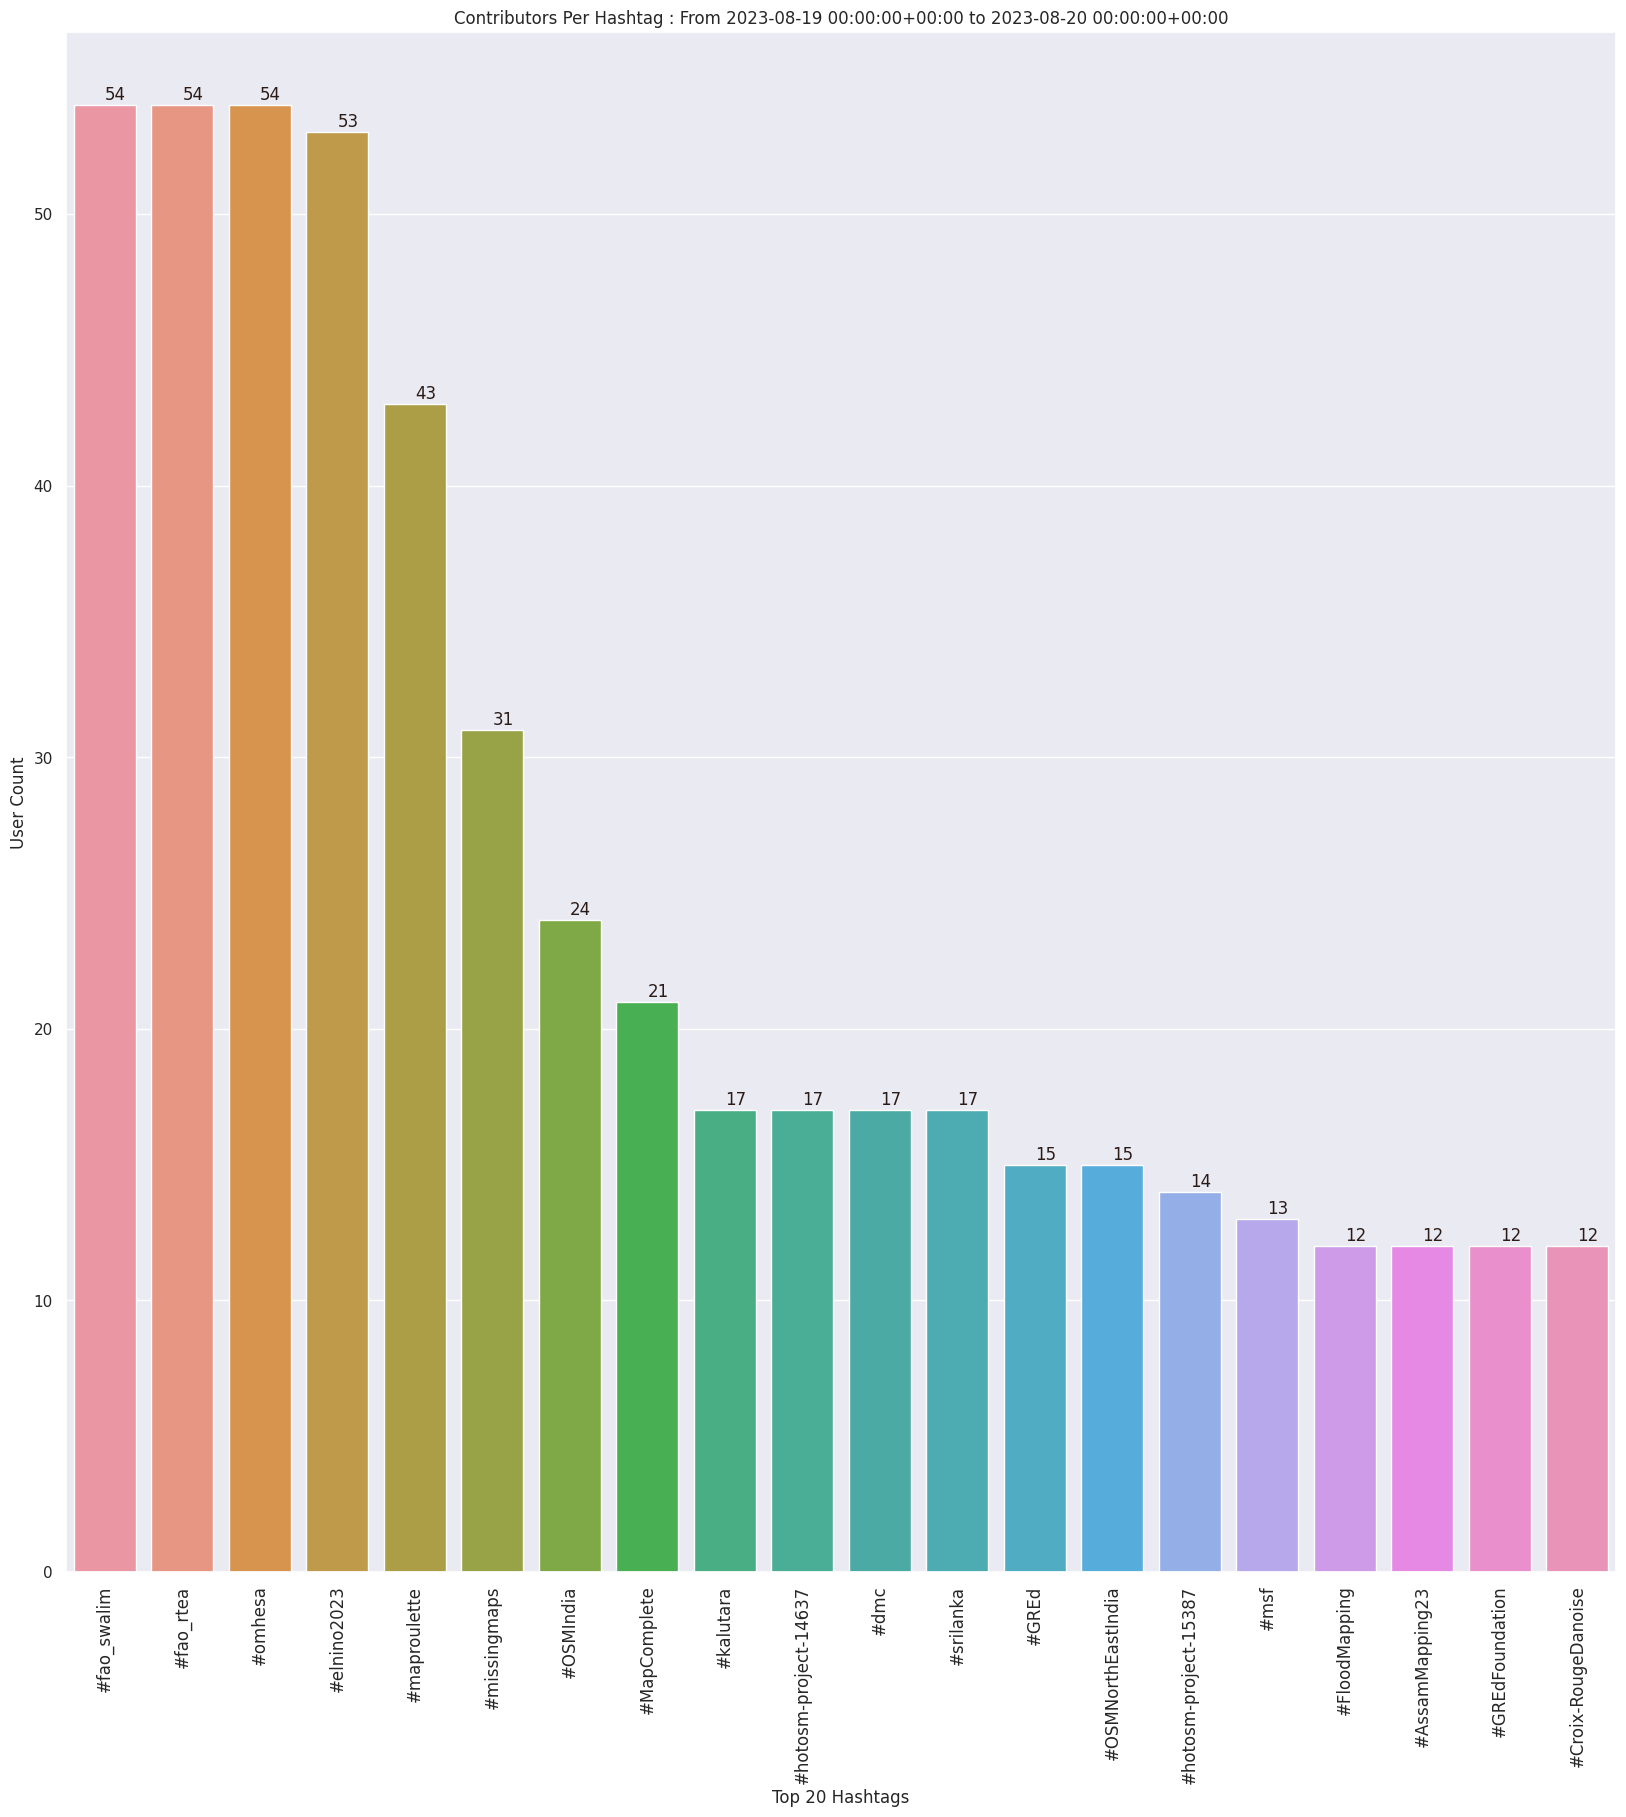 Contributors Per Hashtag : From 2023-08-19 00:00:00+00:00 to 2023-08-20 00:00:00+00:00
54
54
54
53
43
31
24
21
17
17
17
17
15
15
14
13
12
12
12
12
User Count
50
40
30
20
10
0
#fao_swalim
#fao_rtea
#omhesa
#elnino2023
#maproulette
#missingmaps
#OSMIndia
#MapComplete
#kalutara
#hotosm-project-14637
#dmc
#srilanka
#GREd
#OSMNorthEastIndia
#hotosm-project-15387
#msf
#FloodMapping
#AssamMapping23
#GREdFoundation
#Croix-RougeDanoise
Top 20 Hashtags